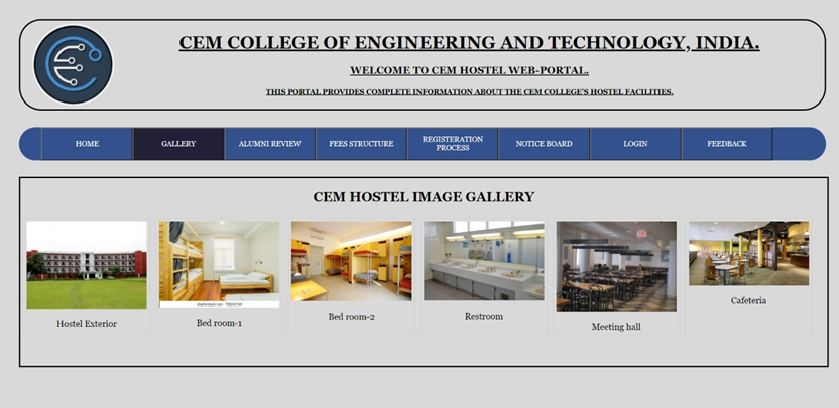 CEM COLLEGE OF ENGINEERING AND TECHNOLOGY, INDIA.
WELCOME TO CEM HOSTEL WEB-PORTAL.
THIS PORTAL PROVIDES COMPLETE INFORMATION ABOUT THE CEM COLLEGE'S HOSTEL FACILITIES.
HOME
GALLERY
ALUMNI REVIEW
FEES STRUCTURE
REGISTERATION
PROCESS
NOTICE BOARD
LOGIN
FEEDBACK
CEM HOSTEL IMAGE GALLERY
Hostel Exterior
Bed room-1
Bed room-2
Restroom
Meeting hall
Cafeteria